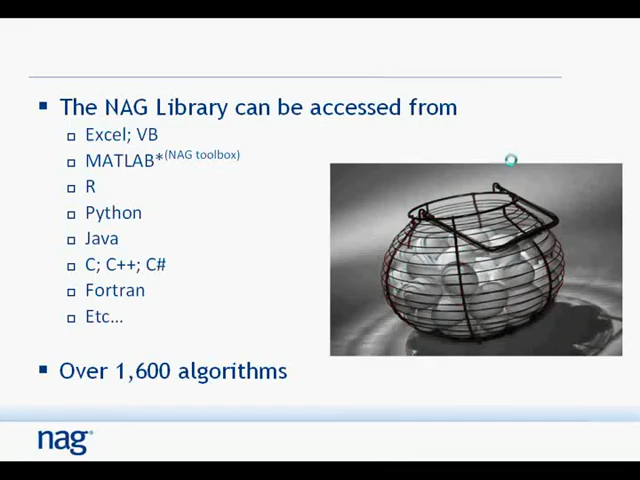 The NAG Library can be accessed from
Excel; VB
MATLAB*(NAG toolbox)
R
Python
Java
C; C++; C#
Fortran
Etc…
Over 1,600 algorithms
nag®